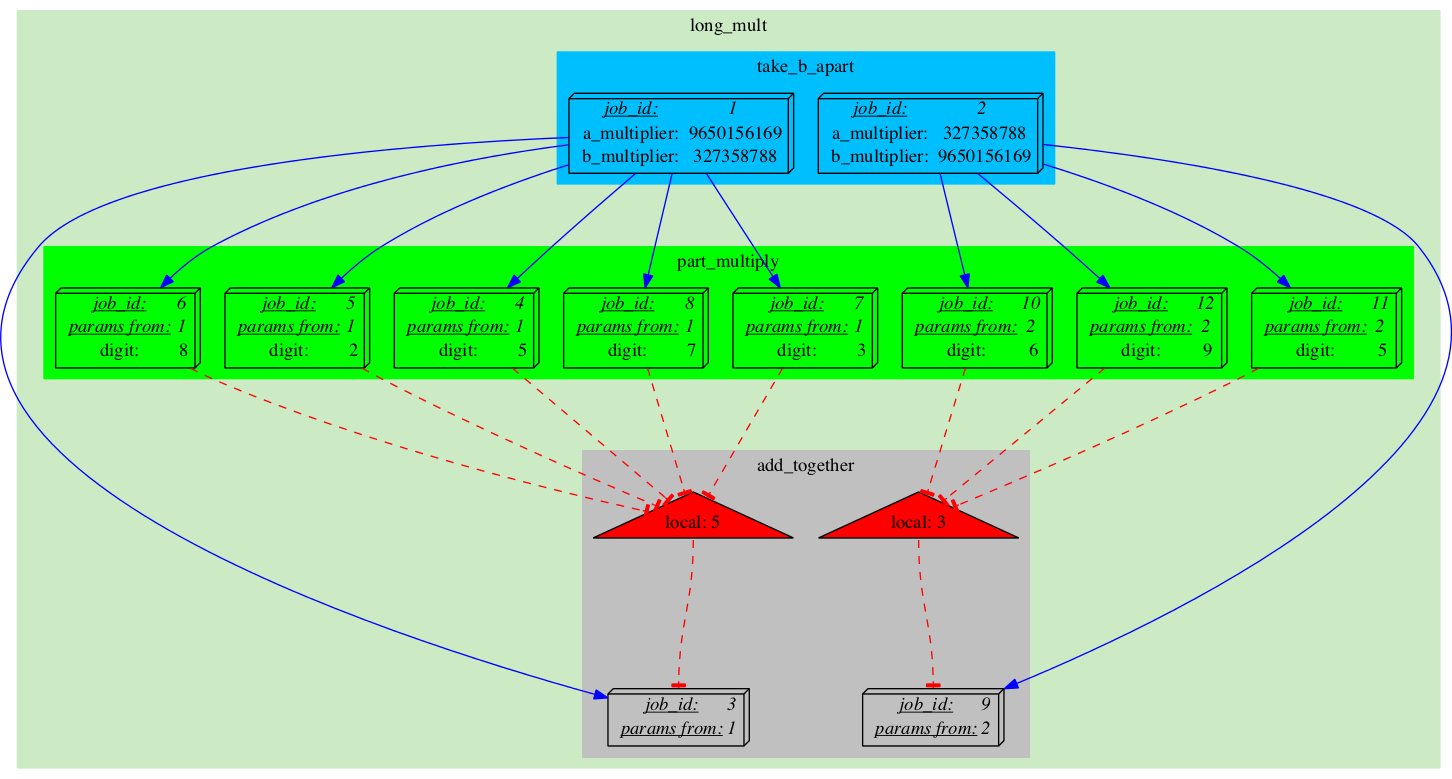 long_mult
take_b_apart
job_id: 1
a_multiplier: 9650156169
b_multiplier: 327358788
job_id: 2
a_multiplier: 327358788
b_multiplier: 9650156169
part_multiply
job_id: 6
params from: 1
digit: 8
job_id: 5
params from: 1
digit: 2
job_id: 4
params from: 1
digit: 5
job_id: 8
params from: 1
digit: 7
job_id: 7
params from: 1
digit: 3
job_id: 10
params from: 2
digit: 6
job_id: 12
params from: 2
digit: 9
job_id: 11
params from: 2
digit: 5
add_together
local: 5
local: 3
job_id: 3
params from: 1
job_id: 9
params from: 2